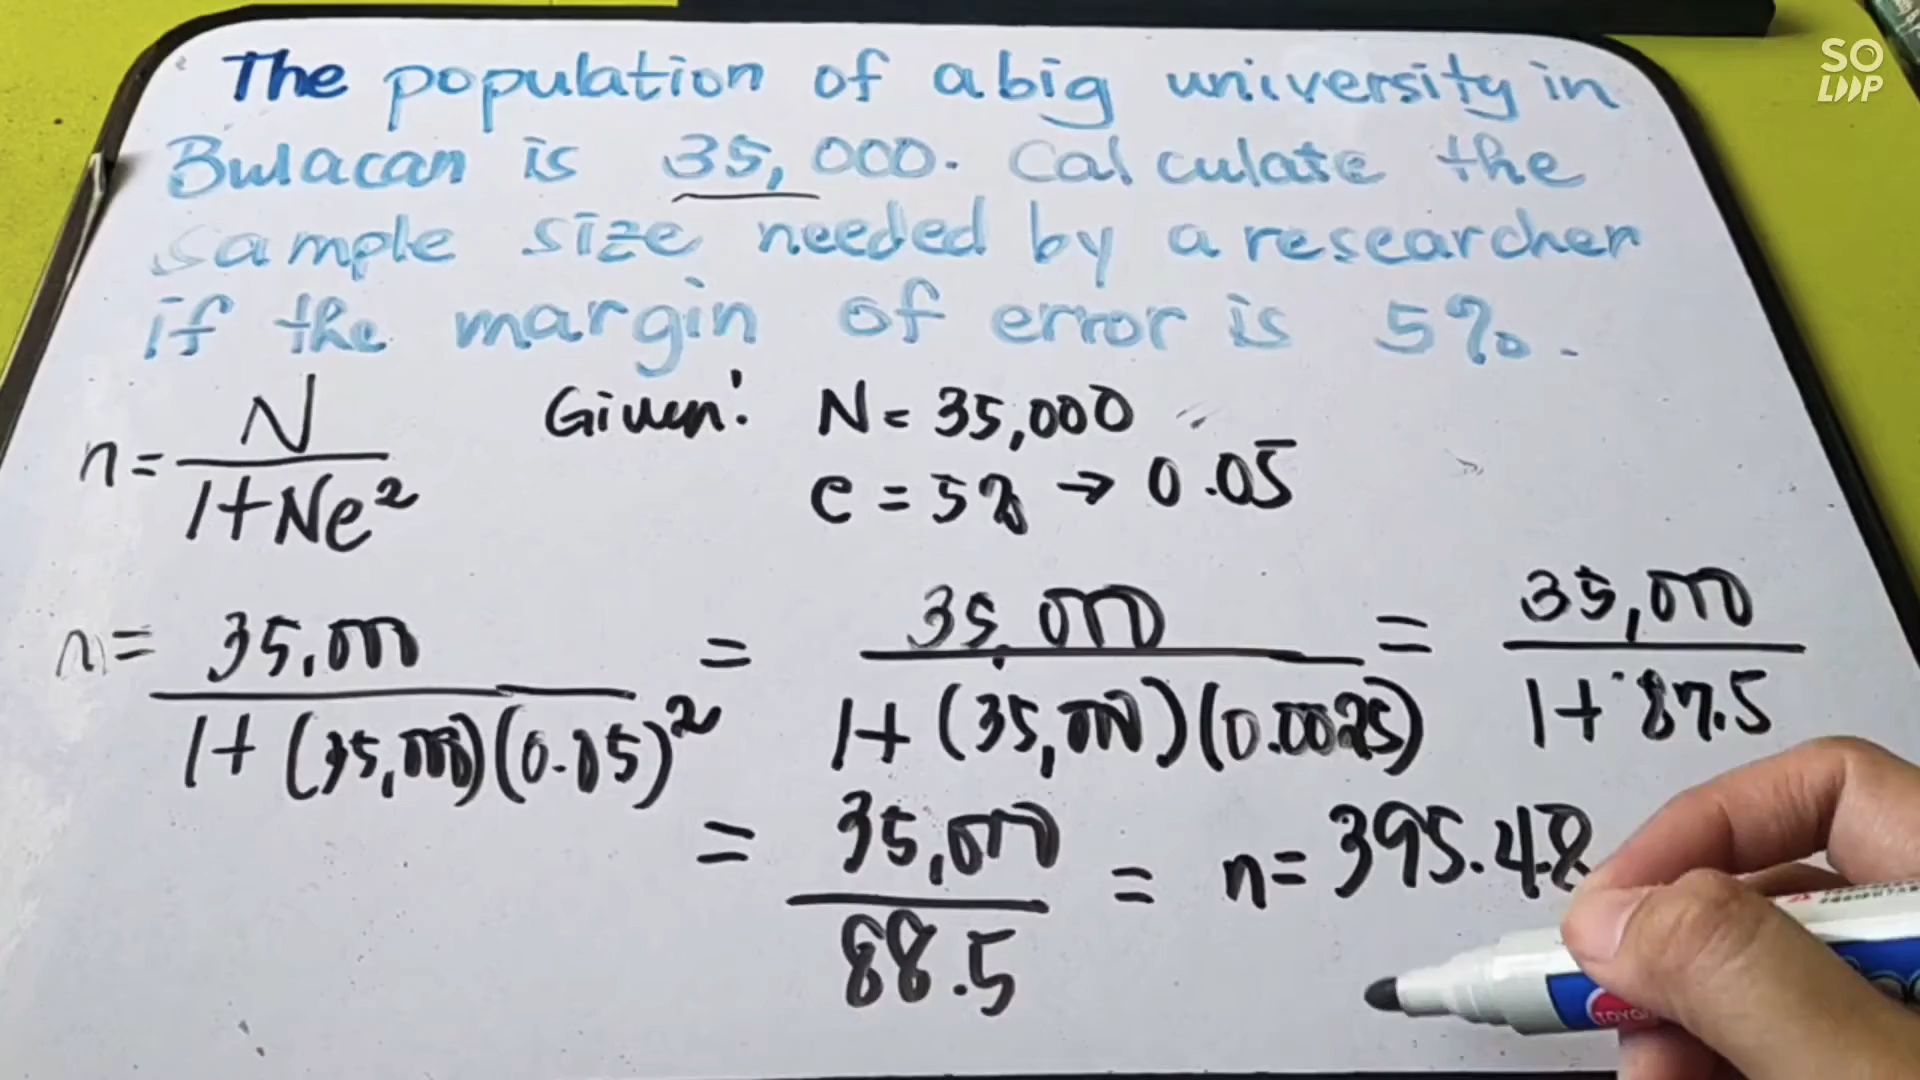 SO
LOOP
The population of a big university in
Bulacan is 35,000. Calculate the
sample size needed by a researcher
if the margin of error is 5%.
n = N / 1+Ne²
Given: N = 35,000
e = 5% → 0.05
n = 35,000 / 1+(35,000)(0.05)² = 35,000 / 1+(35,000)(0.0025) = 35,000 / 1+87.5
= 35,000 / 88.5 = n = 395.48
TOYO